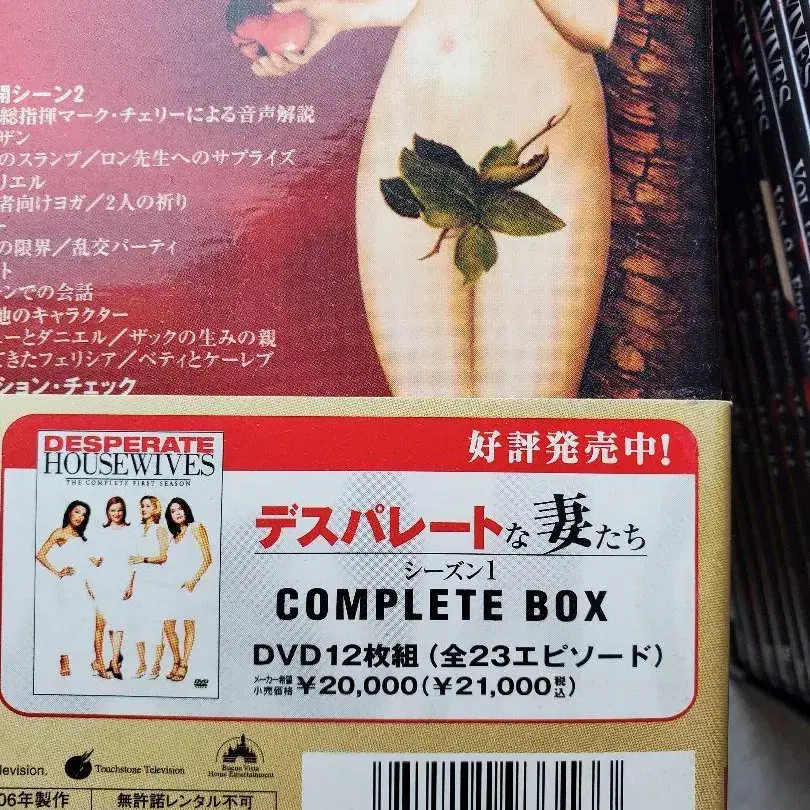 開シーン2
総指揮マーク・チェリーによる音声解説
ザン
のスランプ/ロン先生へのサプライズ
リエル
者向けヨガ/2人の祈り
ー
の限界/乱交パーティ
ット
ーンでの会話
他のキャラクター
ューとダニエル/ザックの生みの親
てきたフェリシア/ベティとケーレブ
ション・チェック
好評発売中!
DESPERATE
HOUSEWIVES
THE COMPLETE FIRST SEASON
DVD
デスパレートな妻たち
シーズン1
COMPLETE BOX
DVD12枚組(全23エピソード)
メーカー希望小売価格 ¥20,000(¥21,000税込)
levision.
Touchstone Television
Buena Vista
Home Entertainment
06年製作
無許諾レンタル不可